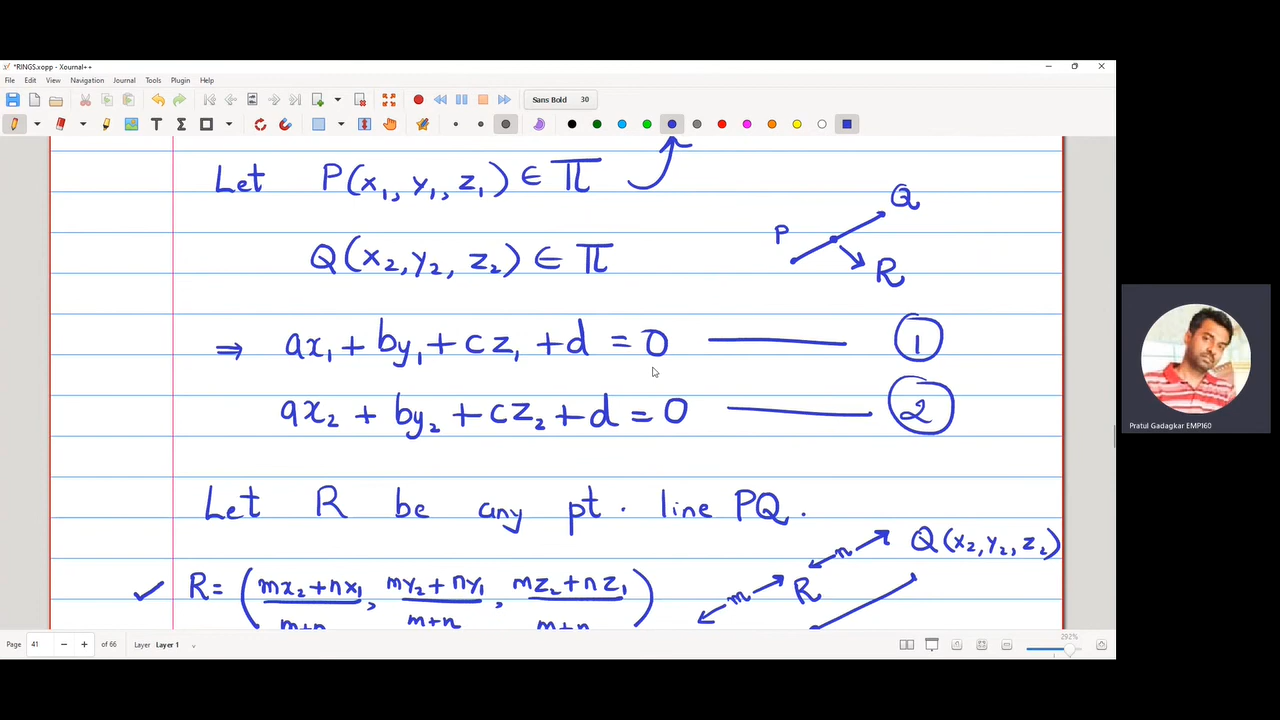 *RINGS.xopp - Xournal++
File Edit View Navigation Journal Tools Plugin Help
Sans Bold 30
Let P(x₁, y₁, z₁) ∈ π
Q(x₂, y₂, z₂) ∈ π
P Q R
⇒ ax₁ + by₁ + cz₁ + d = 0 ——— ①
ax₂ + by₂ + cz₂ + d = 0 ——— ②
Let R be any pt. line PQ.
n Q(x₂, y₂, z₂)
✓ R = (mx₂+nx₁/m+n, my₂+ny₁/m+n, mz₂+nz₁/m+n) m R
Pratul Gadagkar EMP160
Page 41 of 66 Layer Layer 1 292%